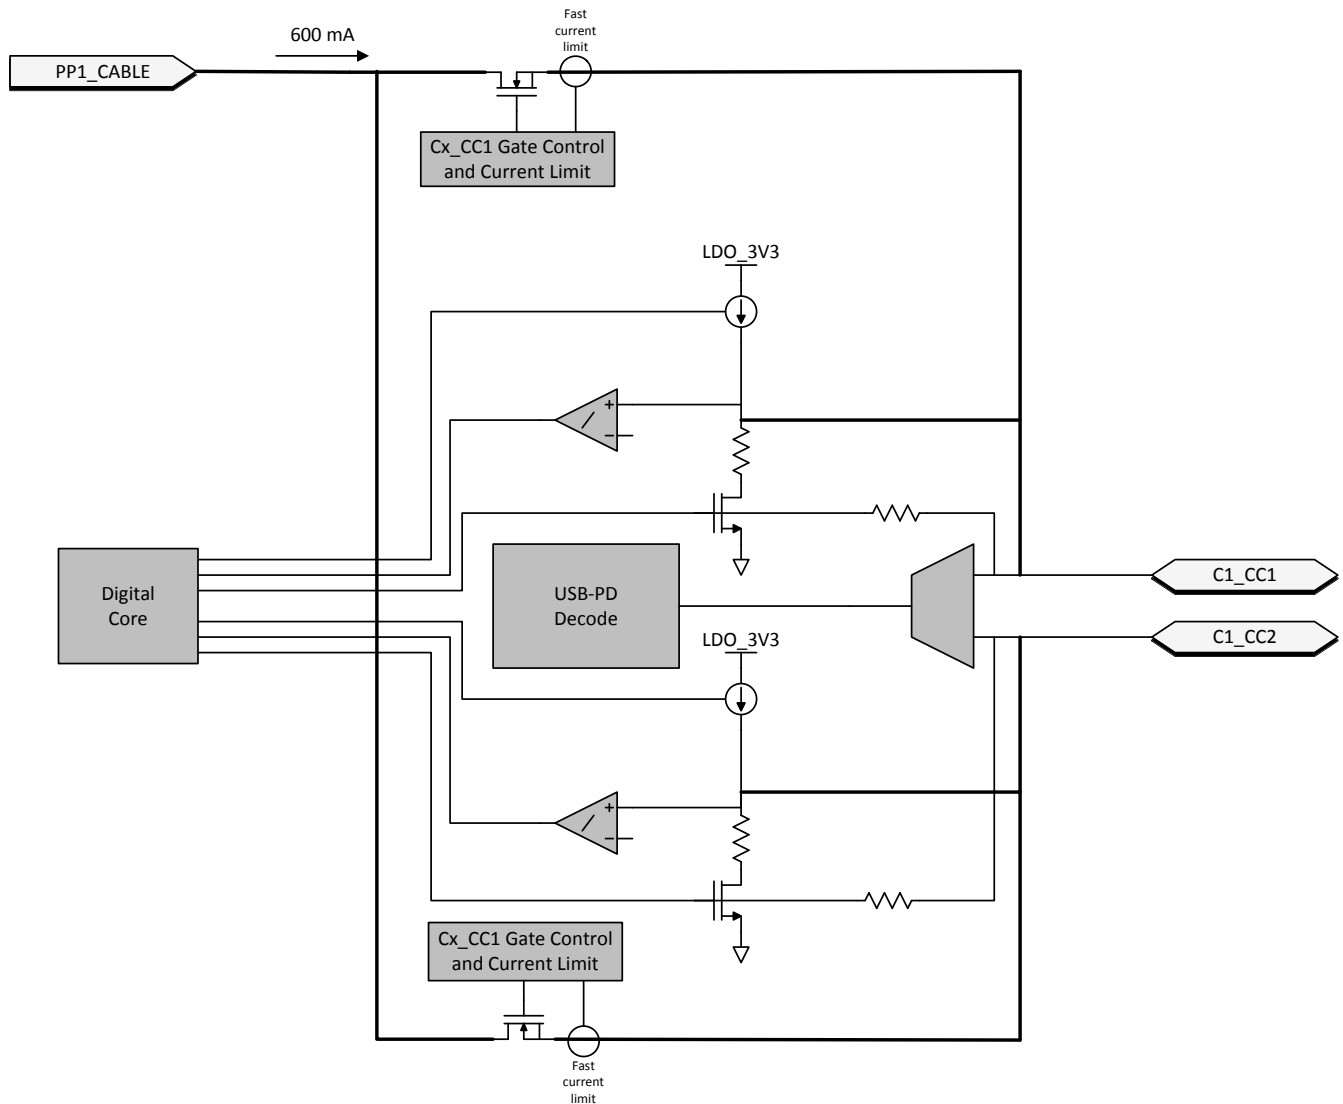 600 mA
Fast
current
limit
PP1_CABLE
Cx_CC1 Gate Control
and Current Limit
LDO_3V3
+
−
Digital
Core
USB-PD
Decode
C1_CC1
C1_CC2
LDO_3V3
+
−
Cx_CC1 Gate Control
and Current Limit
Fast
current
limit